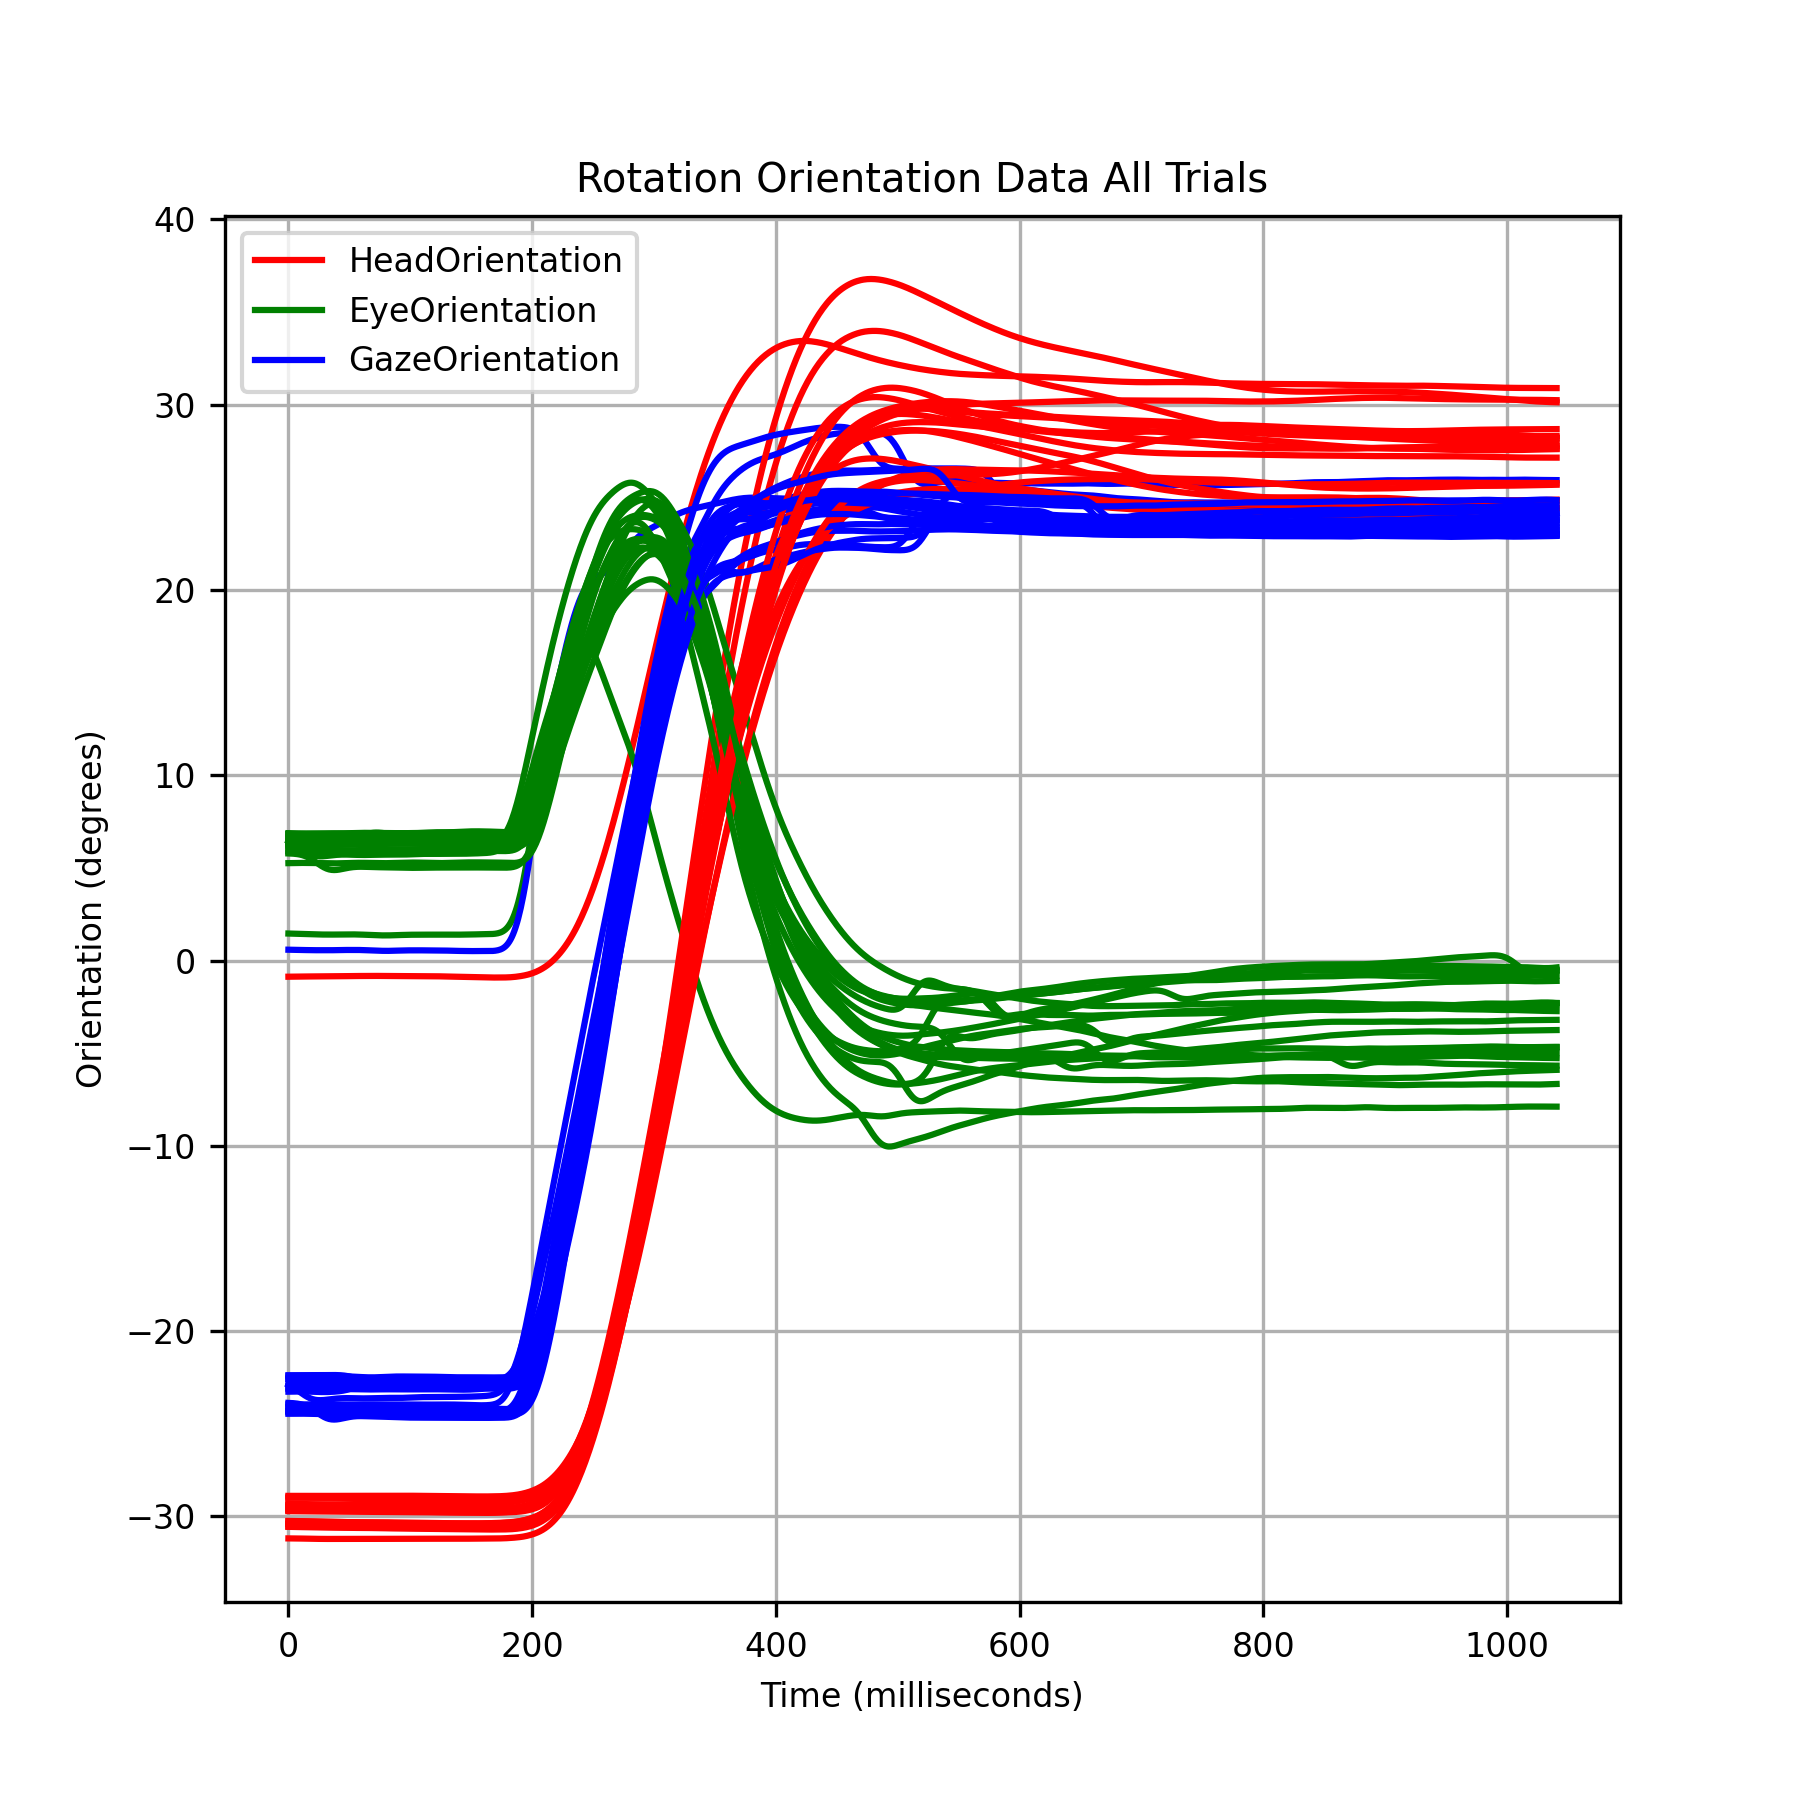 Rotation Orientation Data All Trials
40
30
20
10
0
−10
−20
−30
HeadOrientation
EyeOrientation
GazeOrientation
Orientation (degrees)
0 200 400 600 800 1000
Time (milliseconds)